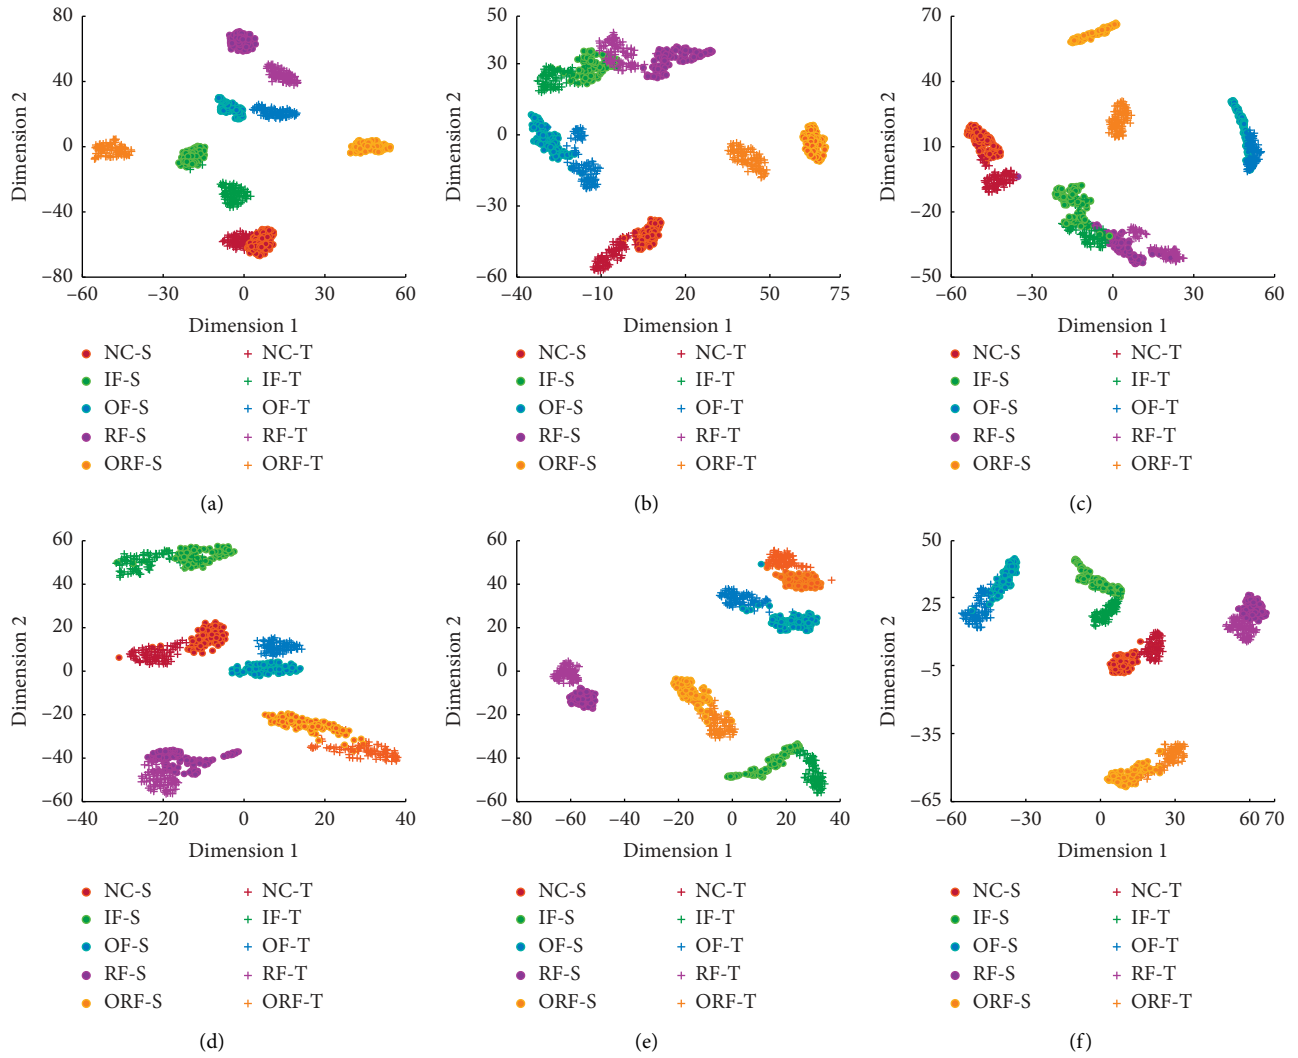 80
40
0
−40
−80
−60
−30
0
30
60
Dimension 2
Dimension 1
NC-S
NC-T
IF-S
IF-T
OF-S
OF-T
RF-S
RF-T
ORF-S
ORF-T
(a)
50
30
0
−30
−60
−40
−10
20
50
75
Dimension 2
Dimension 1
NC-S
NC-T
IF-S
IF-T
OF-S
OF-T
RF-S
RF-T
ORF-S
ORF-T
(b)
70
40
10
−20
−50
−60
−30
0
30
60
Dimension 2
Dimension 1
NC-S
NC-T
IF-S
IF-T
OF-S
OF-T
RF-S
RF-T
ORF-S
ORF-T
(c)
60
40
20
0
−20
−40
−60
−40
−20
0
20
40
Dimension 2
Dimension 1
NC-S
NC-T
IF-S
IF-T
OF-S
OF-T
RF-S
RF-T
ORF-S
ORF-T
(d)
60
40
20
0
−20
−40
−60
−80
−60
−40
−20
0
20
40
Dimension 2
Dimension 1
NC-S
NC-T
IF-S
IF-T
OF-S
OF-T
RF-S
RF-T
ORF-S
ORF-T
(e)
50
25
−5
−35
−65
−60
−30
0
30
60
70
Dimension 2
Dimension 1
NC-S
NC-T
IF-S
IF-T
OF-S
OF-T
RF-S
RF-T
ORF-S
ORF-T
(f)